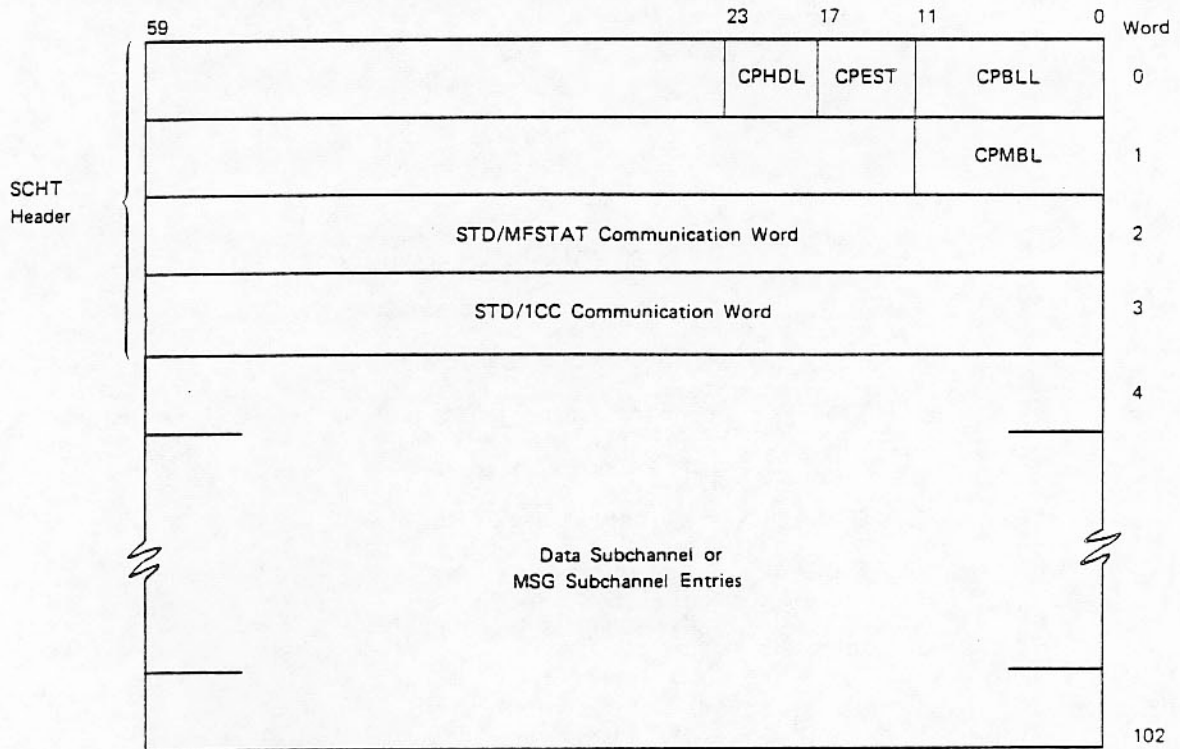 59 23 17 11 0 Word
CPHDL CPEST CPBLL 0
CPMBL 1
SCHT
Header
STD/MFSTAT Communication Word 2
STD/1CC Communication Word 3
4
Data Subchannel or
MSG Subchannel Entries
102